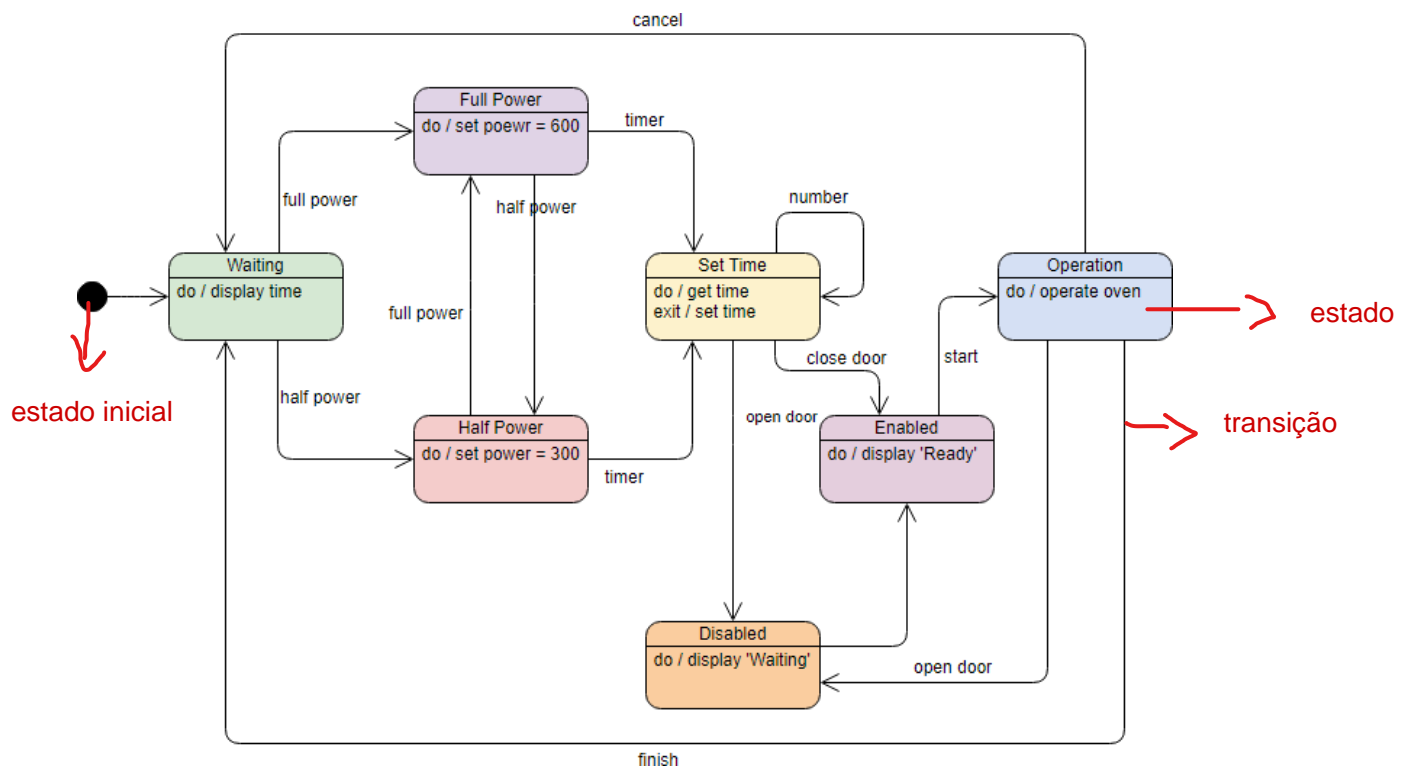 cancel
Full Power
do / set poewr = 600
timer
full power
half power
number
Waiting
do / display time
Set Time
do / get time
exit / set time
Operation
do / operate oven
estado
full power
estado inicial
half power
close door
start
open door
transição
Half Power
do / set power = 300
timer
Enabled
do / display 'Ready'
Disabled
do / display 'Waiting'
open door
finish